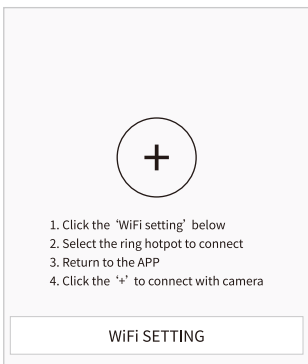 +
1. Click the ‘WiFi setting’ below
2. Select the ring hotpot to connect
3. Return to the APP
4. Click the ‘+’ to connect with camera
WiFi SETTING